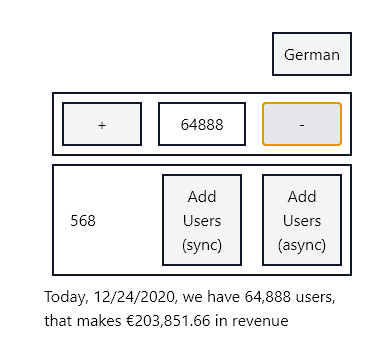 German
+
64888
-
568
Add
Users
(sync)
Add
Users
(async)
Today, 12/24/2020, we have 64,888 users,
that makes €203,851.66 in revenue